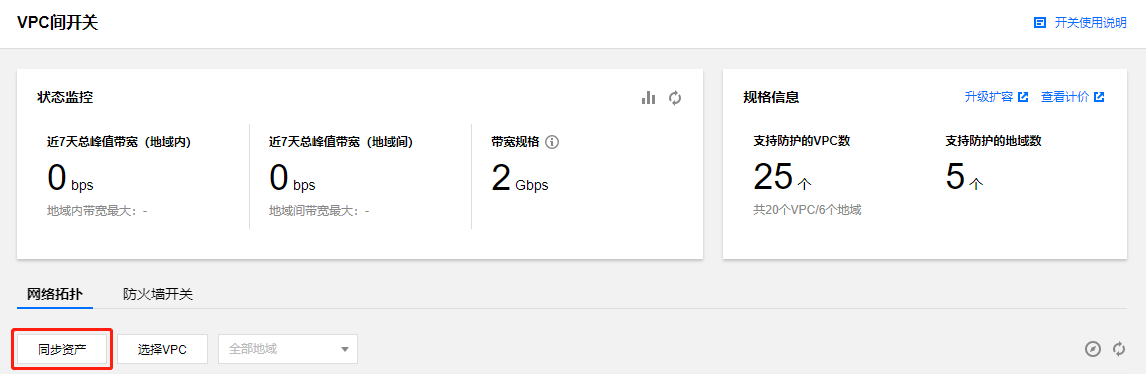 VPC间开关
开关使用说明
状态监控
近7天总峰值带宽（地域内）
0 bps
地域内带宽最大：-
近7天总峰值带宽（地域间）
0 bps
地域间带宽最大：-
带宽规格
2 Gbps
规格信息
升级扩容
查看计价
支持防护的VPC数
25 个
共20个VPC/6个地域
支持防护的地域数
5 个
网络拓扑
防火墙开关
同步资产
选择VPC
全部地域